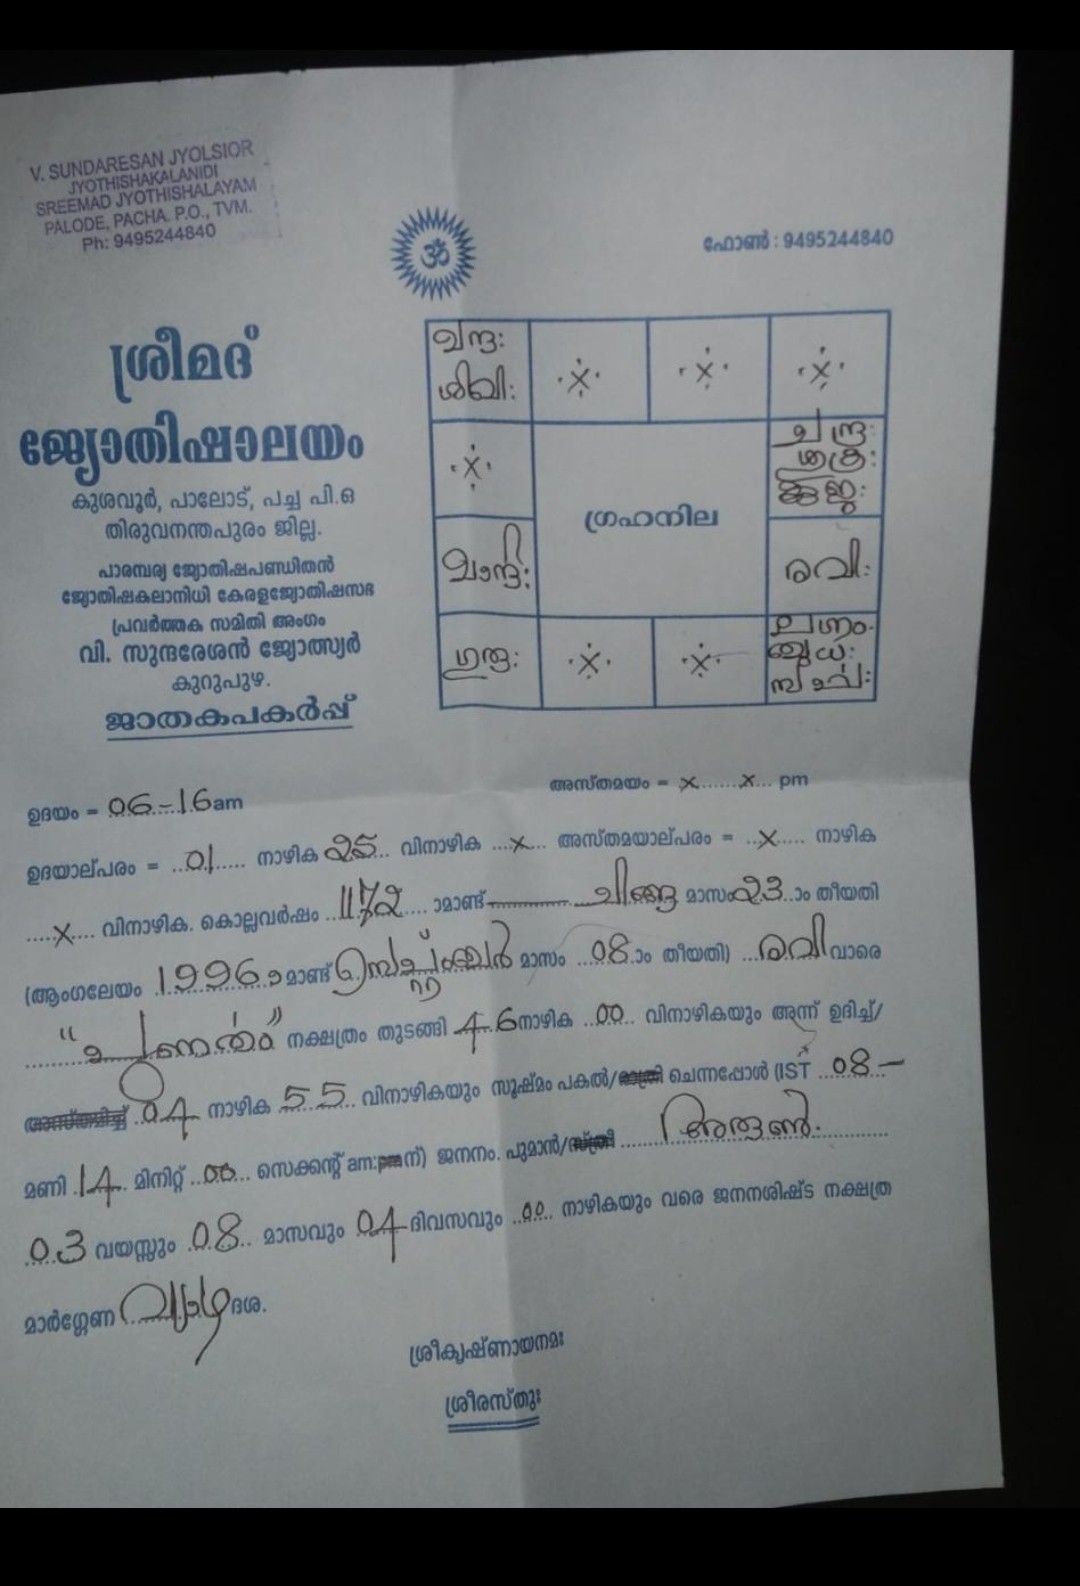 V. SUNDARESAN JYOLSIOR
JYOTHISHAKALANIDI
SREEMAD JYOTHISHALAYAM
PALODE, PACHA. P.O., TVM.
Ph: 9495244840
ॐ
ഫോൺ : 9495244840
ശ്രീമദ്
ജ്യോതിഷാലയം
കുശവൂർ, പാലോട്, പച്ച പി.ഒ
തിരുവനന്തപുരം ജില്ല.
പാരമ്പര്യ ജ്യോതിഷപണ്ഡിതൻ
ജ്യോതിഷകലാനിധി കേരളജ്യോതിഷസഭ
പ്രവർത്തക സമിതി അംഗം
വി. സുന്ദരേശൻ ജ്യോത്സ്യർ
കുറുപുഴ.
ജാതകപകർപ്പ്
ശിഖി:
ചന്ദ്ര:
ശുക്ര:
കുജ:
ഗ്രഹനില
രവി:
ഗുരു:
ലഗ്നം.
ബുധ:
ഉദയം = 06-16 am
അസ്തമയം = x ...... x ... pm
ഉദയാല്പരം = 01 നാഴിക 25 വിനാഴിക x അസ്തമയാല്പരം = x നാഴിക
x വിനാഴിക. കൊല്ലവർഷം 1172 ാമാണ്ട് ചിങ്ങ മാസം 23 ാം തീയതി
(ആംഗലേയം 1996 ാമാണ്ട് സെപ്റ്റംബർ മാസം 08 ാം തീയതി) രവി വാരെ
"പുണർതം" നക്ഷത്രം തുടങ്ങി 46 നാഴിക 00 വിനാഴികയും അന്ന് ഉദിച്ച്/
അസ്തമിച്ച് 04 നാഴിക 55 വിനാഴികയും സൂഷ്മം പകൽ/രാത്രി ചെന്നപ്പോൾ (IST 08 -
മണി 14 മിനിറ്റ് 00 സെക്കന്റ് am:pm ന്) ജനനം. പുമാൻ/സ്ത്രീ അരുൺ.
03 വയസ്സും 08 മാസവും 04 ദിവസവും 00 നാഴികയും വരെ ജനനശിഷ്ട നക്ഷത്ര
മാർഗ്ഗേണ വ്യാഴ ദശ.
ശ്രീകൃഷ്ണായനമഃ
ശ്രീരസ്തുഃ